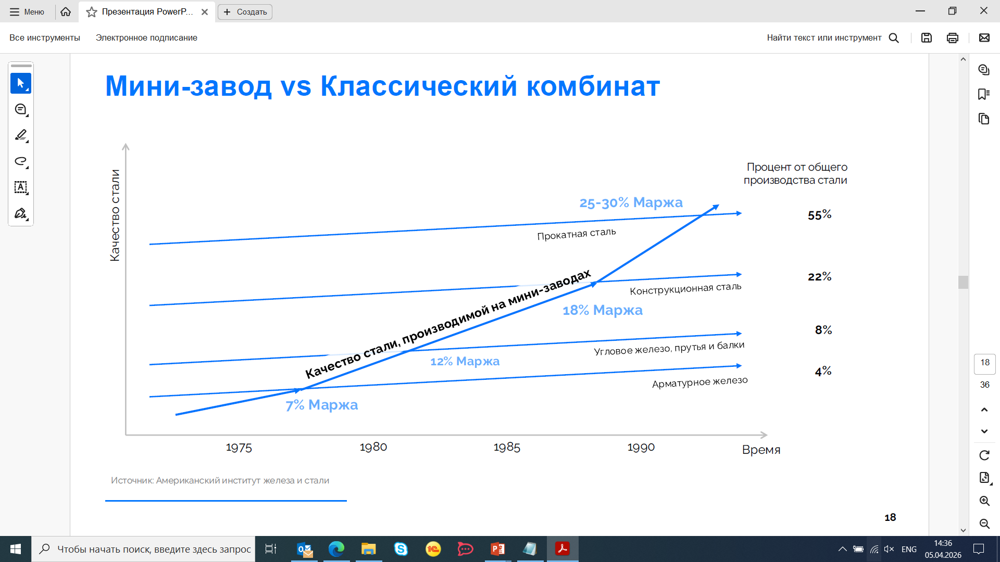 Меню
Презентация PowerP...
Создать
Все инструменты
Электронное подписание
Найти текст или инструмент
Мини-завод vs Классический комбинат
Качество стали
Процент от общего
производства стали
25-30% Маржа
55%
Прокатная сталь
Качество стали, производимой на мини-заводах
22%
Конструкционная сталь
18% Маржа
8%
Угловое железо, прутья и балки
12% Маржа
4%
Арматурное железо
7% Маржа
1975
1980
1985
1990
Время
Источник: Американский институт железа и стали
18
18
36
Чтобы начать поиск, введите здесь запрос
ENG
14:36
05.04.2026